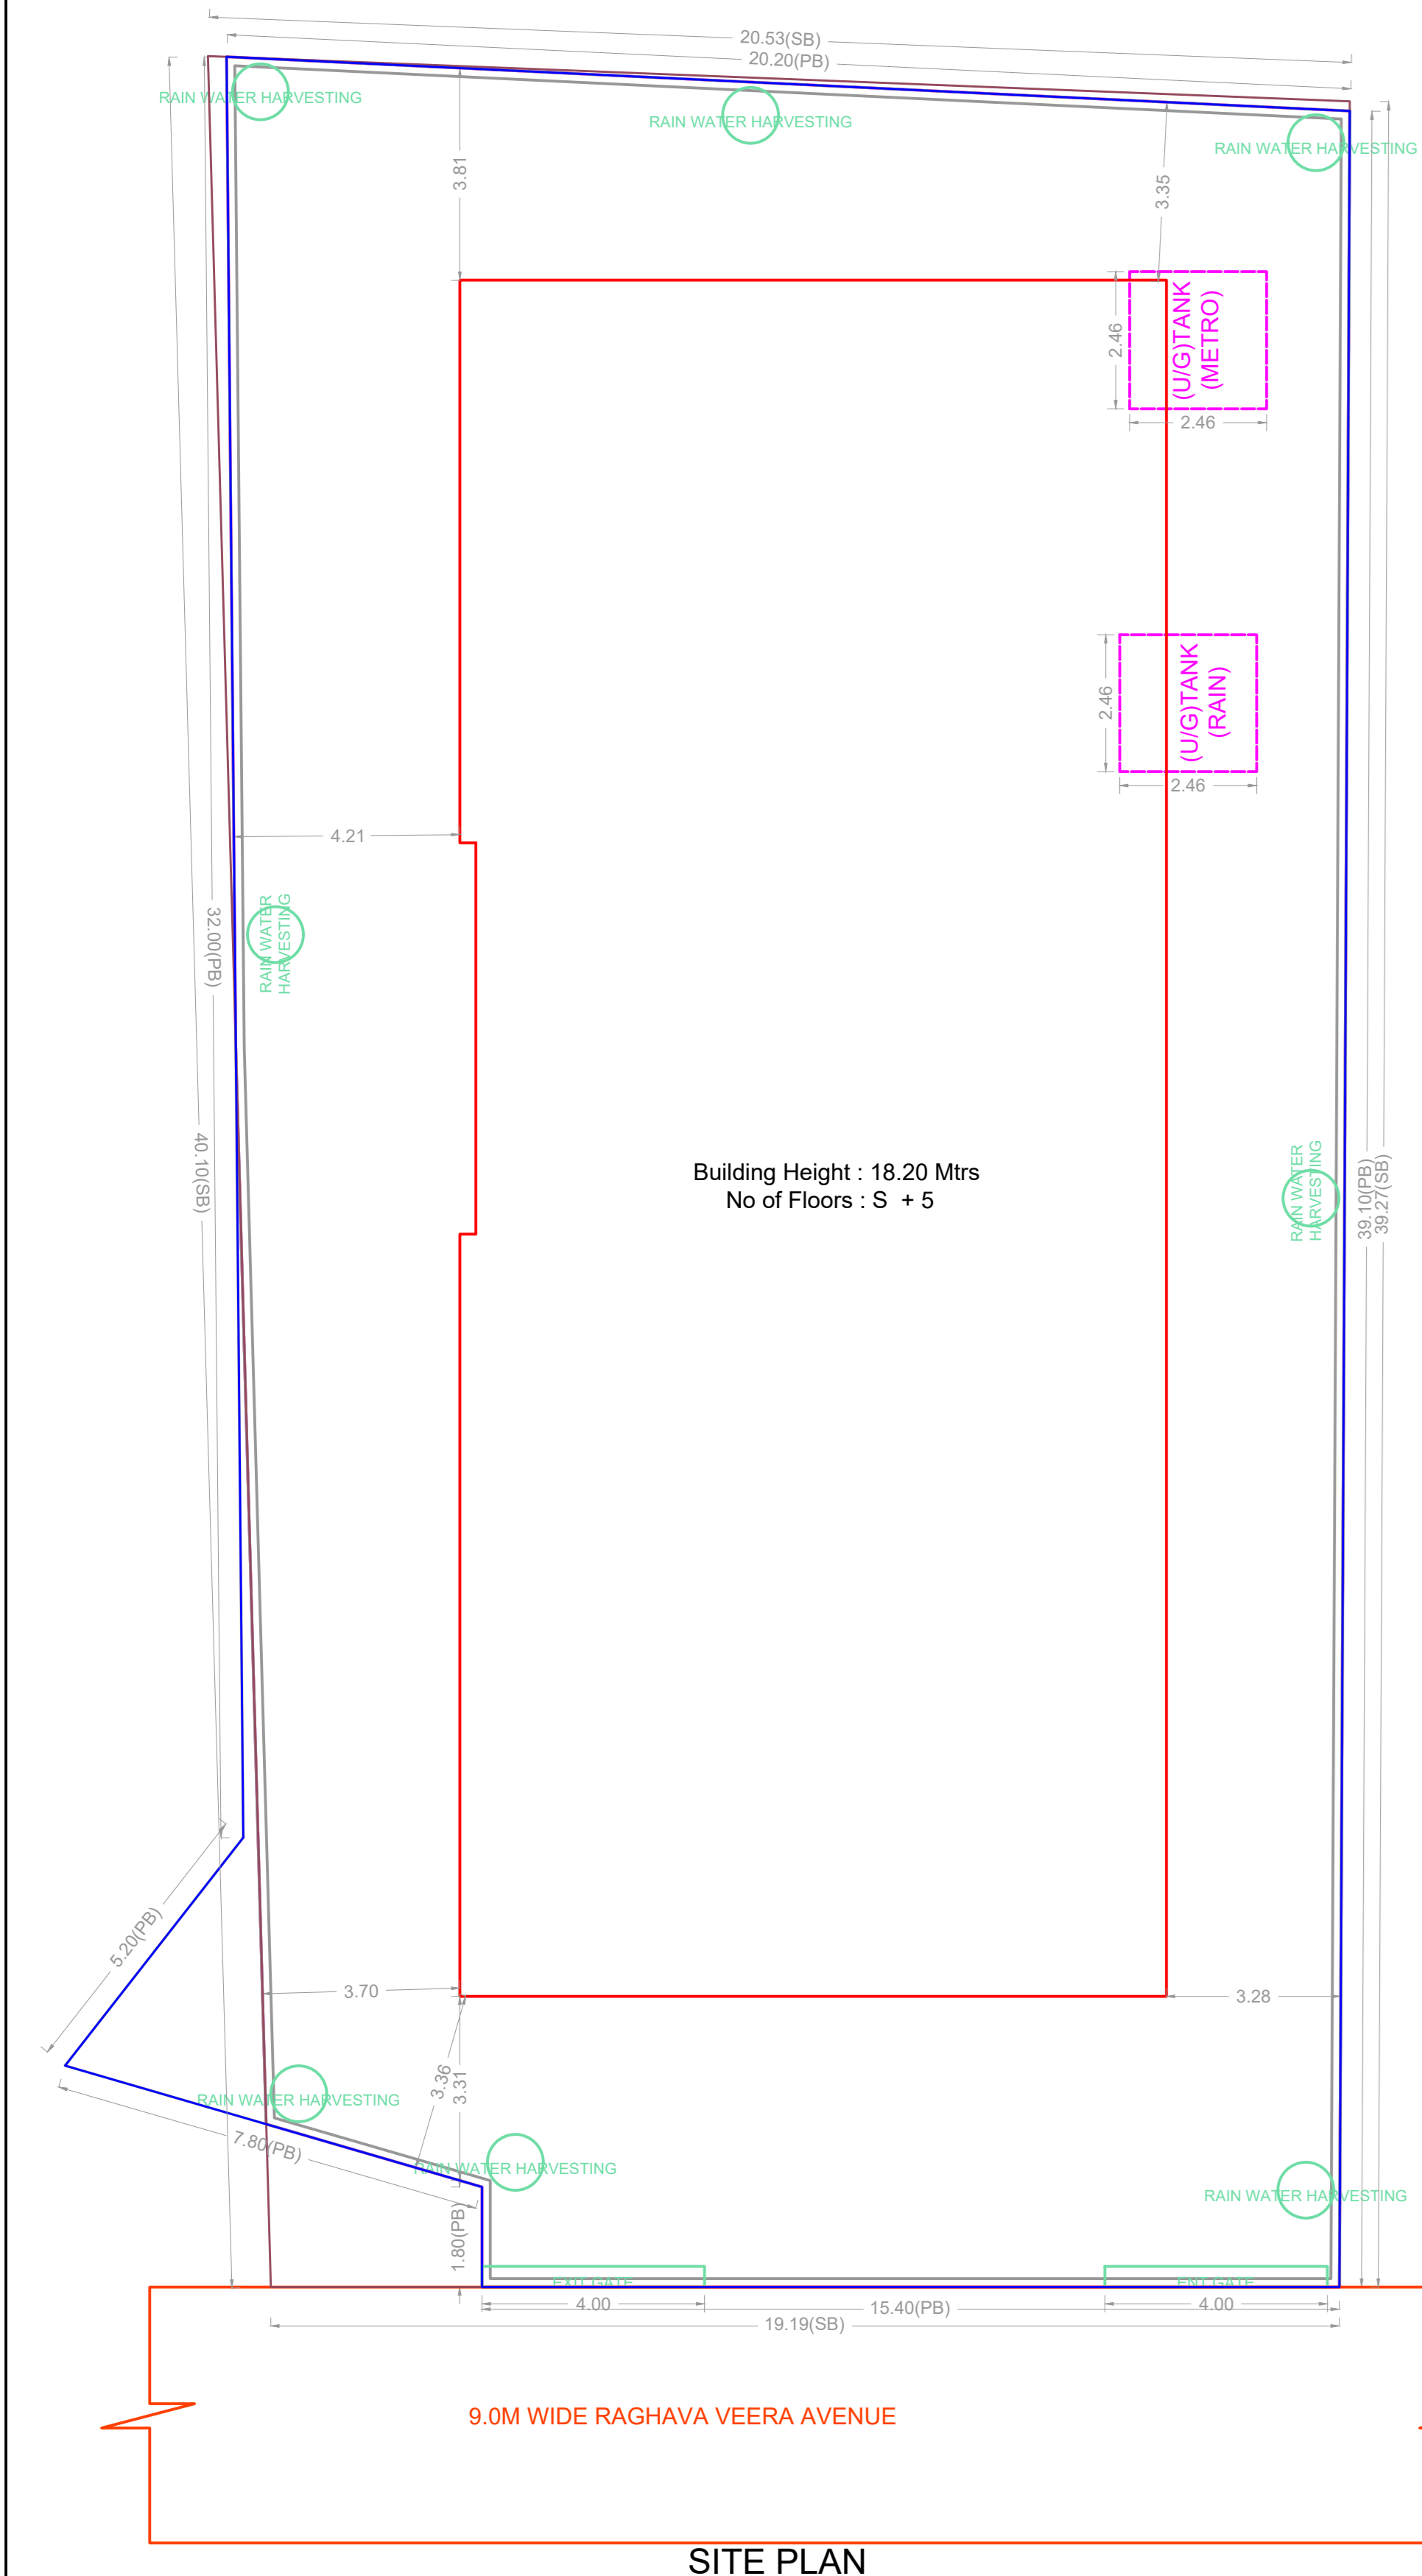 20.53(SB)
20.20(PB)
RAIN WATER HARVESTING
RAIN WATER HARVESTING
RAIN WATER HARVESTING
3.81
3.35
(U/G)TANK
(METRO)
2.46
2.46
(U/G)TANK
(RAIN)
2.46
2.46
4.21
RAIN WATER
HARVESTING
32.00(PB)
40.10(SB)
Building Height : 18.20 Mtrs
No of Floors : S + 5
RAIN WATER
HARVESTING
39.10(PB)
39.27(SB)
5.20(PB)
3.70
3.28
3.36
3.31
RAIN WATER HARVESTING
7.80(PB)
RAIN WATER HARVESTING
RAIN WATER HARVESTING
1.80(PB)
EXIT GATE
ENT GATE
4.00
15.40(PB)
4.00
19.19(SB)
9.0M WIDE RAGHAVA VEERA AVENUE
SITE PLAN